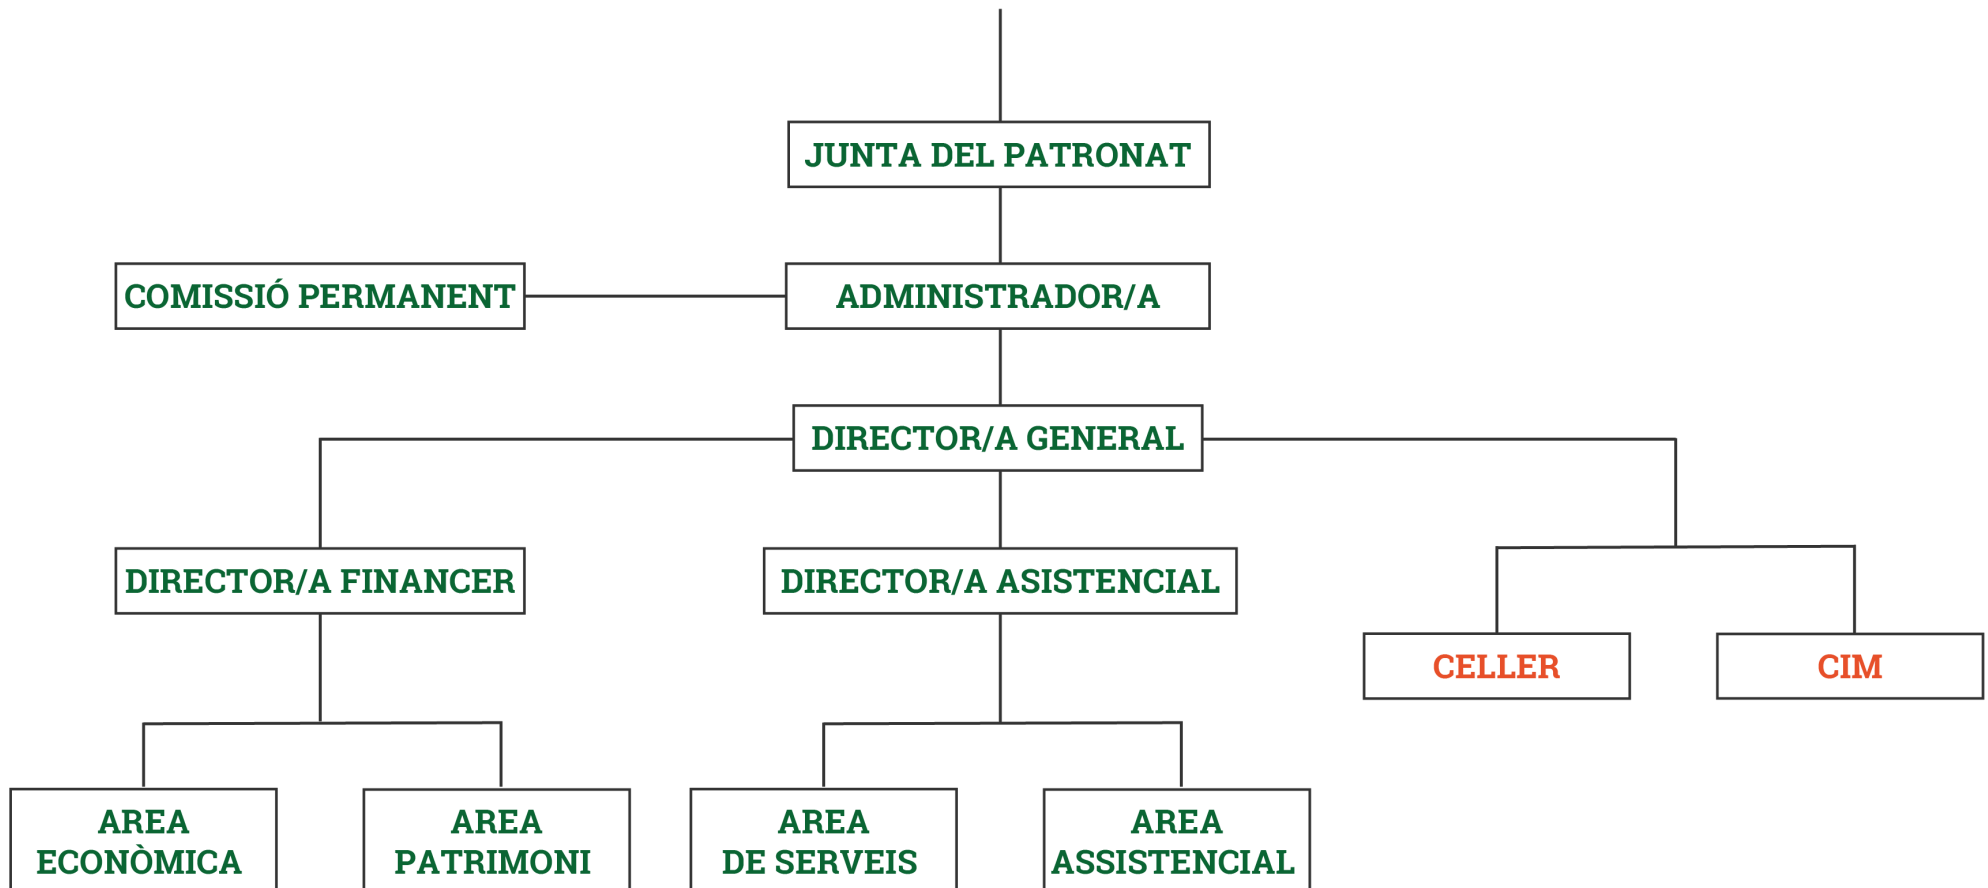 JUNTA DEL PATRONAT
COMISSIÓ PERMANENT
ADMINISTRADOR/A
DIRECTOR/A GENERAL
DIRECTOR/A FINANCER
DIRECTOR/A ASISTENCIAL
CELLER
CIM
AREA
ECONÒMICA
AREA
PATRIMONI
AREA
DE SERVEIS
AREA
ASSISTENCIAL